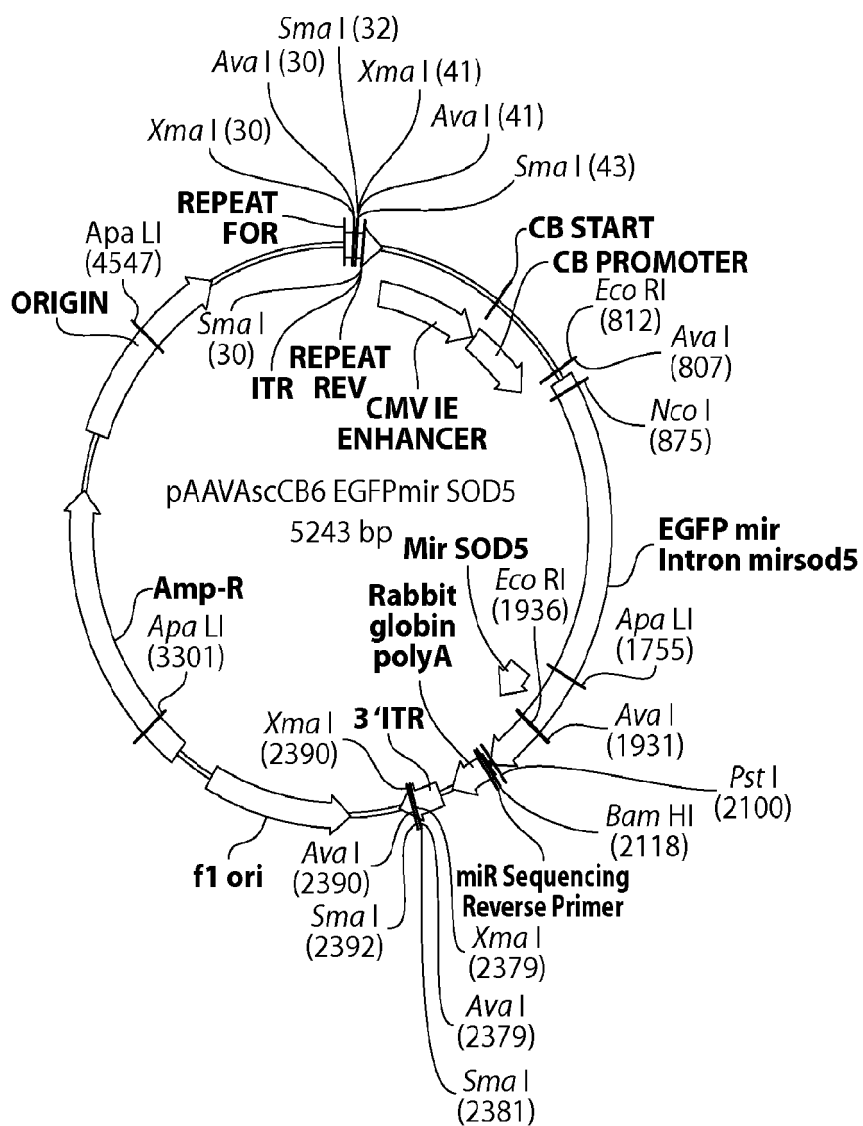 Sma I (32)
Ava I (30)
Xma I (41)
Ava I (41)
Xma I (30)
Sma I (43)
REPEAT
FOR
Apa LI
(4547)
ORIGIN
CB START
CB PROMOTER
Eco RI
(812)
Ava I
(807)
Nco I
(875)
Sma I
(30)
ITR
REPEAT
REV
CMV IE
ENHANCER
pAAVAscCB6 EGFPmir SOD5
5243 bp
Mir SOD5
EGFP mir
Intron mirsod5
Eco RI
(1936)
Rabbit
globin
polyA
Amp-R
Apa LI
(3301)
Apa LI
(1755)
Xma I
(2390)
3 'ITR
Ava I
(1931)
Pst I
(2100)
Bam HI
(2118)
f1 ori
Ava I
(2390)
Sma I
(2392)
miR Sequencing
Reverse Primer
Xma I
(2379)
Ava I
(2379)
Sma I
(2381)